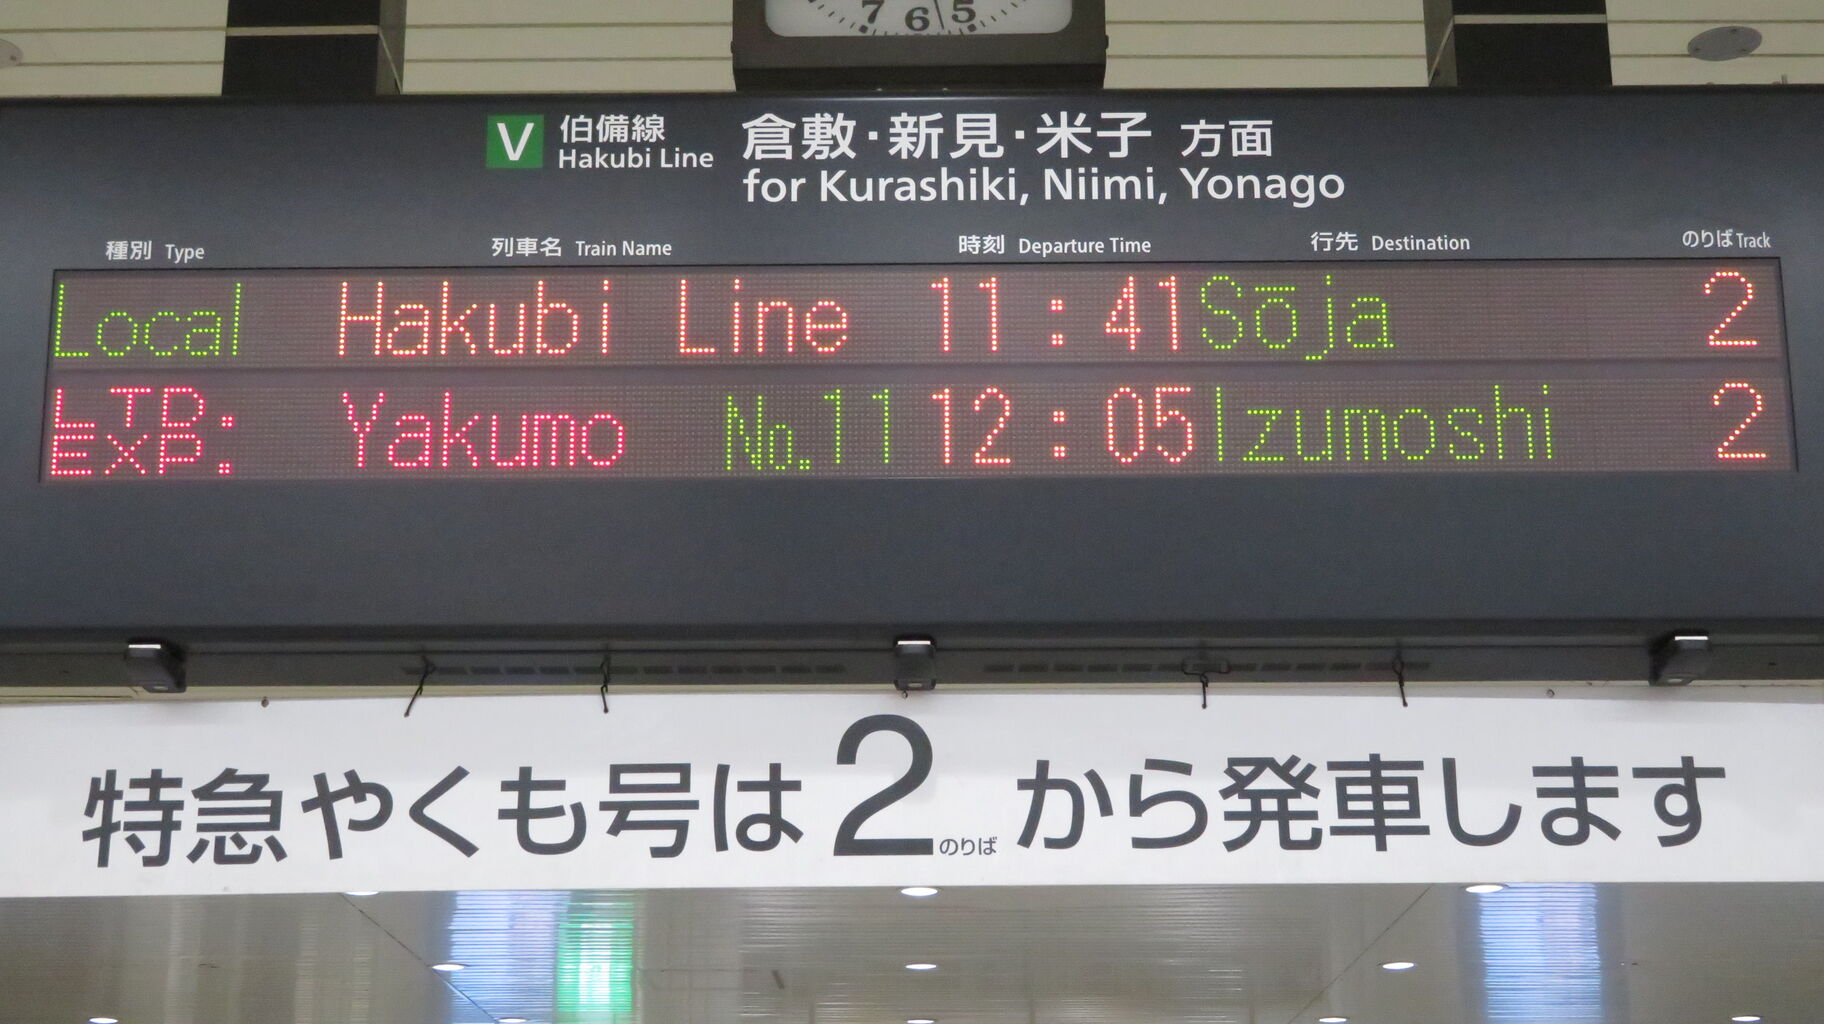 7 6 5
V 伯備線 倉敷・新見・米子 方面
Hakubi Line for Kurashiki, Niimi, Yonago
種別 Type 列車名 Train Name 時刻 Departure Time 行先 Destination のりば Track
Local Hakubi Line 11:41 Sōja 2
LTD. EXP. Yakumo No.11 12:05 Izumoshi 2
特急やくも号は2のりばから発車します